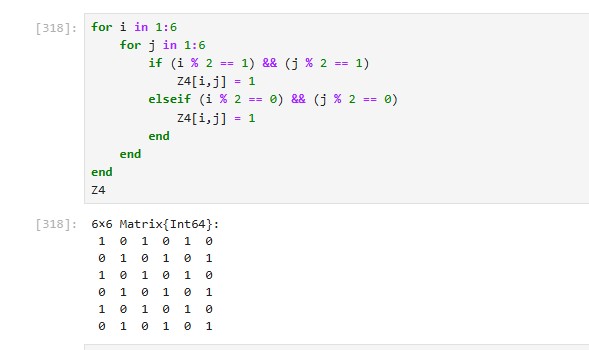 [318]: for i in 1:6
    for j in 1:6
        if (i % 2 == 1) && (j % 2 == 1)
            Z4[i,j] = 1
        elseif (i % 2 == 0) && (j % 2 == 0)
            Z4[i,j] = 1
        end
    end
end
Z4
[318]: 6×6 Matrix{Int64}:
 1  0  1  0  1  0
 0  1  0  1  0  1
 1  0  1  0  1  0
 0  1  0  1  0  1
 1  0  1  0  1  0
 0  1  0  1  0  1